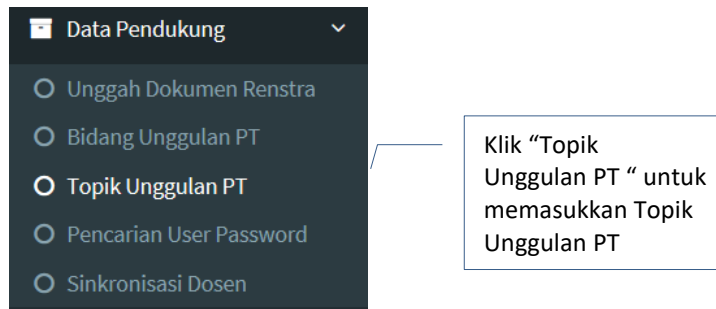 Data Pendukung
Unggah Dokumen Renstra
Bidang Unggulan PT
Topik Unggulan PT
Pencarian User Password
Sinkronisasi Dosen
Klik “Topik
Unggulan PT “ untuk
memasukkan Topik
Unggulan PT